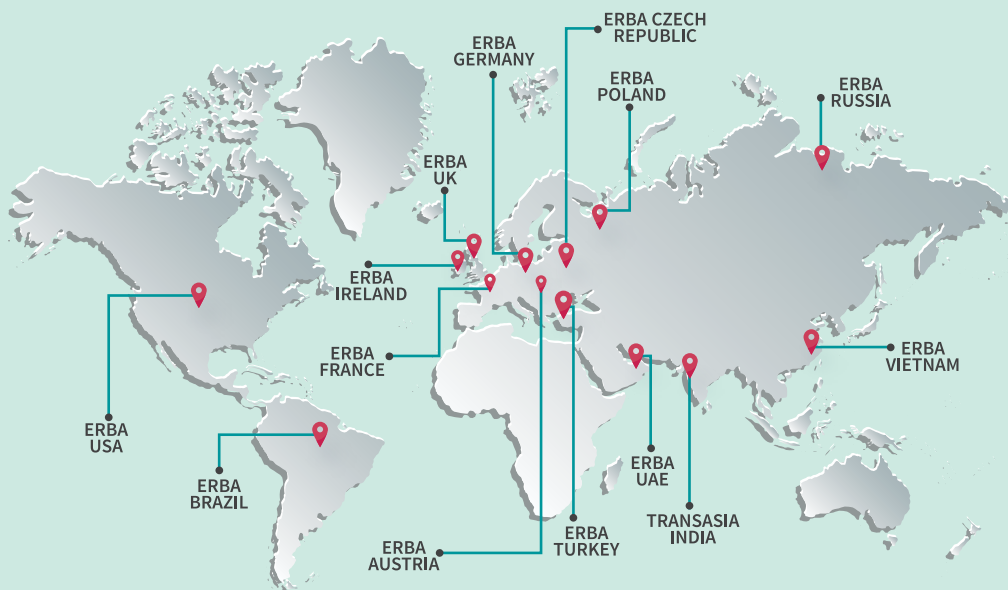 ERBA CZECH
REPUBLIC
ERBA
GERMANY
ERBA
POLAND
ERBA
RUSSIA
ERBA
UK
ERBA
IRELAND
ERBA
FRANCE
ERBA
VIETNAM
ERBA
USA
ERBA
BRAZIL
ERBA
UAE
TRANSASIA
INDIA
ERBA
TURKEY
ERBA
AUSTRIA